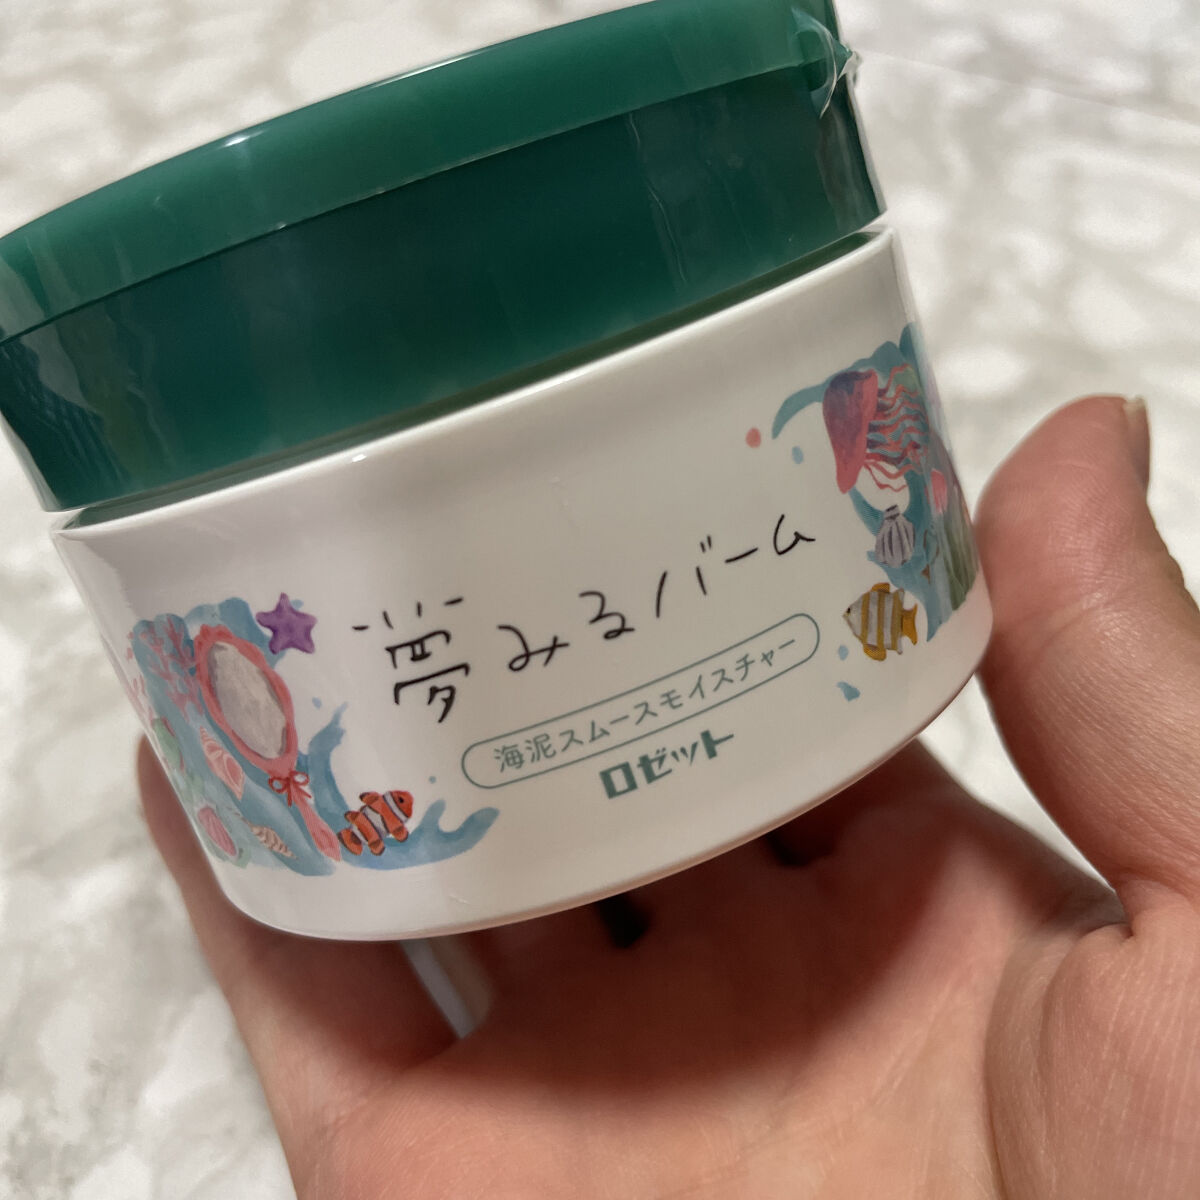 夢みるバーム
海泥スムースモイスチャー
ロゼット